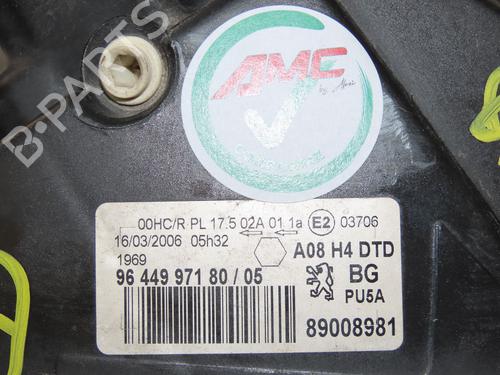 B-PARTS
AMC
00HC/R PL 17.5 02A 01 1a E2 03706
16/03/2006 05h32
A08 H4 DTD
1969
96 449 971 80 / 05
BG
PU5A
89008981